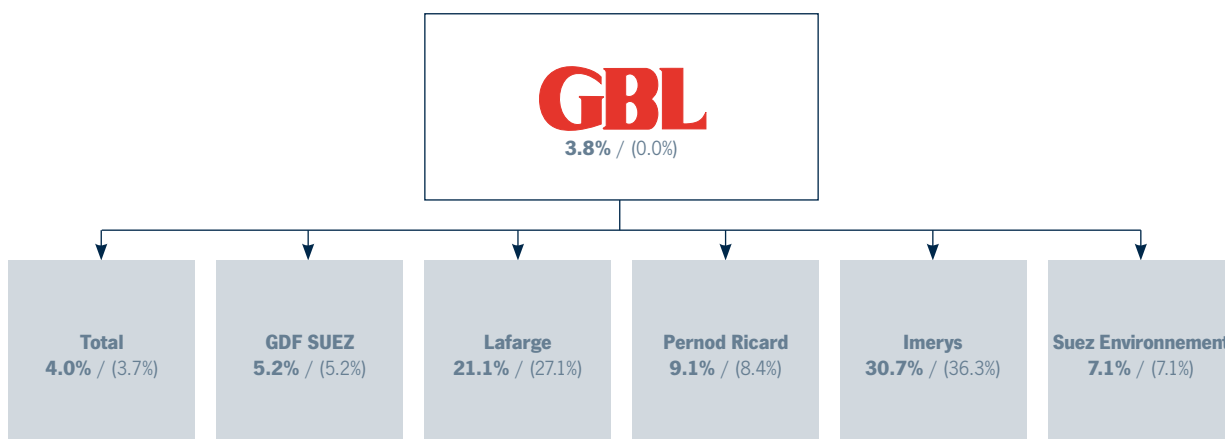 GBL
3.8% / (0.0%)
Total
4.0% / (3.7%)
GDF SUEZ
5.2% / (5.2%)
Lafarge
21.1% / (27.1%)
Pernod Ricard
9.1% / (8.4%)
Imerys
30.7% / (36.3%)
Suez Environnement
7.1% / (7.1%)